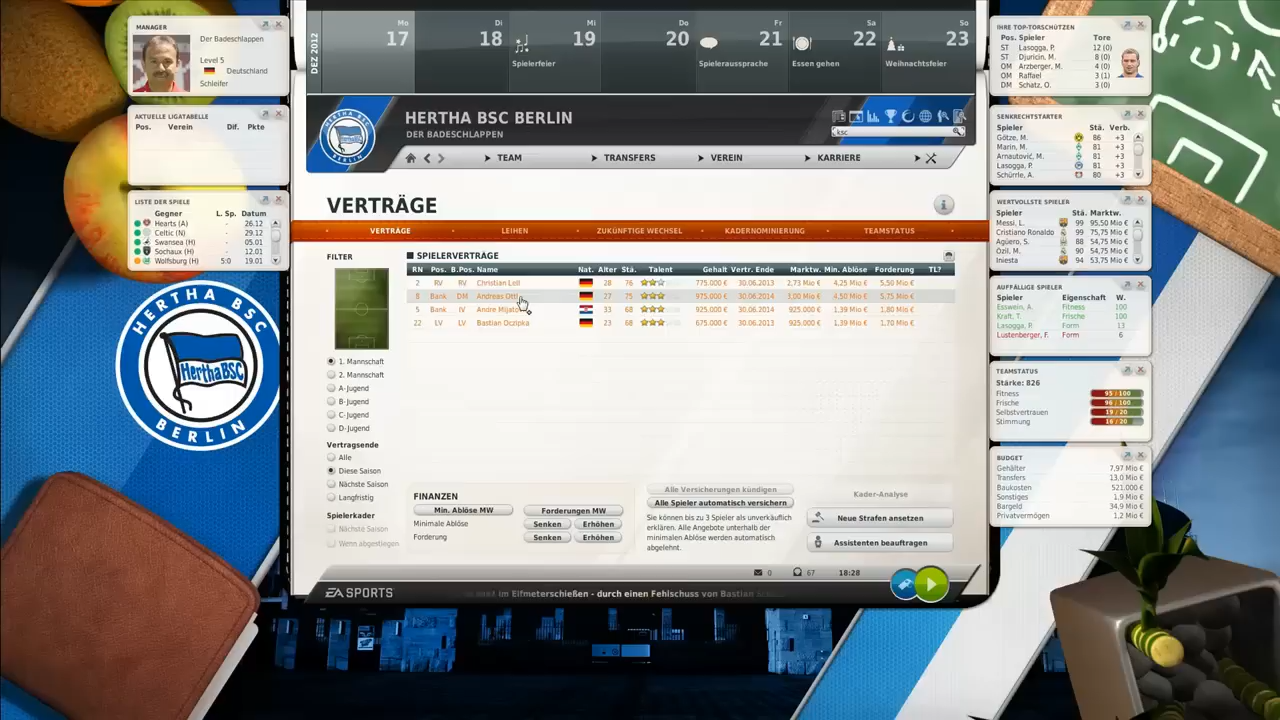 MANAGER
Der Badeschlappen
Level 5
Deutschland
Schleifer
AKTUELLE LIGATABELLE
Pos. Verein Dif. Pkte
LISTE DER SPIELE
Gegner L. Sp. Datum
Hearts (A) 26.12
Celtic (N) 29.12
Swansea (H) 05.01
Sochaux (H) 12.01
Wolfsburg (H) 5:0 19.01
HERTHA BSC
HerthaBSC
BERLIN
DEZ 2012
Mo 17
Di 18
Mi 19
Do 20
Fr 21
Sa 22
So 23
Spielerfeier
Spieleraussprache
Essen gehen
Weihnachtsfeier
HERTHA BSC BERLIN
DER BADESCHLAPPEN
ksc
TEAM
TRANSFERS
VEREIN
KARRIERE
VERTRÄGE
VERTRÄGE
LEIHEN
ZUKÜNFTIGE WECHSEL
KADERNOMINIERUNG
TEAMSTATUS
FILTER
1. Mannschaft
2. Mannschaft
A-Jugend
B-Jugend
C-Jugend
D-Jugend
Vertragsende
Alle
Diese Saison
Nächste Saison
Langfristig
Spielerkader
Nächste Saison
Wenn abgestiegen
SPIELERVERTRÄGE
RN Pos. B.Pos. Name Nat. Alter Stä. Talent Gehalt Vertr. Ende Marktw. Min. Ablöse Forderung TL?
2 RV RV Christian Lell 28 76 775.000 € 30.06.2013 2,73 Mio € 4,25 Mio € 5,50 Mio €
8 Bank DM Andreas Ottl 27 75 975.000 € 30.06.2014 3,00 Mio € 4,50 Mio € 5,75 Mio €
5 Bank IV Andre Mijato 33 68 925.000 € 30.06.2014 925.000 € 1,39 Mio € 1,80 Mio €
22 LV LV Bastian Oczipka 23 68 675.000 € 30.06.2013 925.000 € 1,39 Mio € 1,70 Mio €
FINANZEN
Min. Ablöse MW
Forderungen MW
Minimale Ablöse
Senken
Erhöhen
Forderung
Senken
Erhöhen
Alle Versicherungen kündigen
Alle Spieler automatisch versichern
Sie können bis zu 3 Spieler als unverkäuflich
erklären. Alle Angebote unterhalb der
minimalen Ablöse werden automatisch
abgelehnt.
Kader-Analyse
Neue Strafen ansetzen
Assistenten beauftragen
0
67
18:28
EA SPORTS
im Elfmeterschießen - durch einen Fehlschuss von Bastian
IHRE TOP-TORSCHÜTZEN
Pos. Spieler Tore
ST Lasogga, P. 12 (0)
ST Djuricin, M. 8 (0)
OM Arzberger, M. 4 (0)
OM Raffael 3 (1)
DM Schatz, O. 3 (0)
SENKRECHTSTARTER
Spieler Stä. Verb.
Götze, M. 86 +3
Marin, M. 81 +3
Arnautović, M. 81 +3
Lasogga, P. 81 +3
Schürrle, A. 80 +3
WERTVOLLSTE SPIELER
Spieler Stä. Marktw.
Messi, L. 99 95,50 Mio €
Cristiano Ronaldo 99 75,75 Mio €
Agüero, S. 88 54,75 Mio €
Özil, M. 90 54,75 Mio €
Iniesta 94 53,75 Mio €
AUFFÄLLIGE SPIELER
Spieler Eigenschaft W.
Esswein, A. Fitness 100
Kraft, T. Frische 100
Lasogga, P. Form 13
Lustenberger, F. Form 6
TEAMSTATUS
Stärke: 826
Fitness 95 / 100
Frische 96 / 100
Selbstvertrauen 19 / 20
Stimmung 16 / 20
BUDGET
Gehälter 7,97 Mio €
Transfers 13,0 Mio €
Baukosten 521.000 €
Sonstiges 1,9 Mio €
Bargeld 34,9 Mio €
Privatvermögen 1,2 Mio €